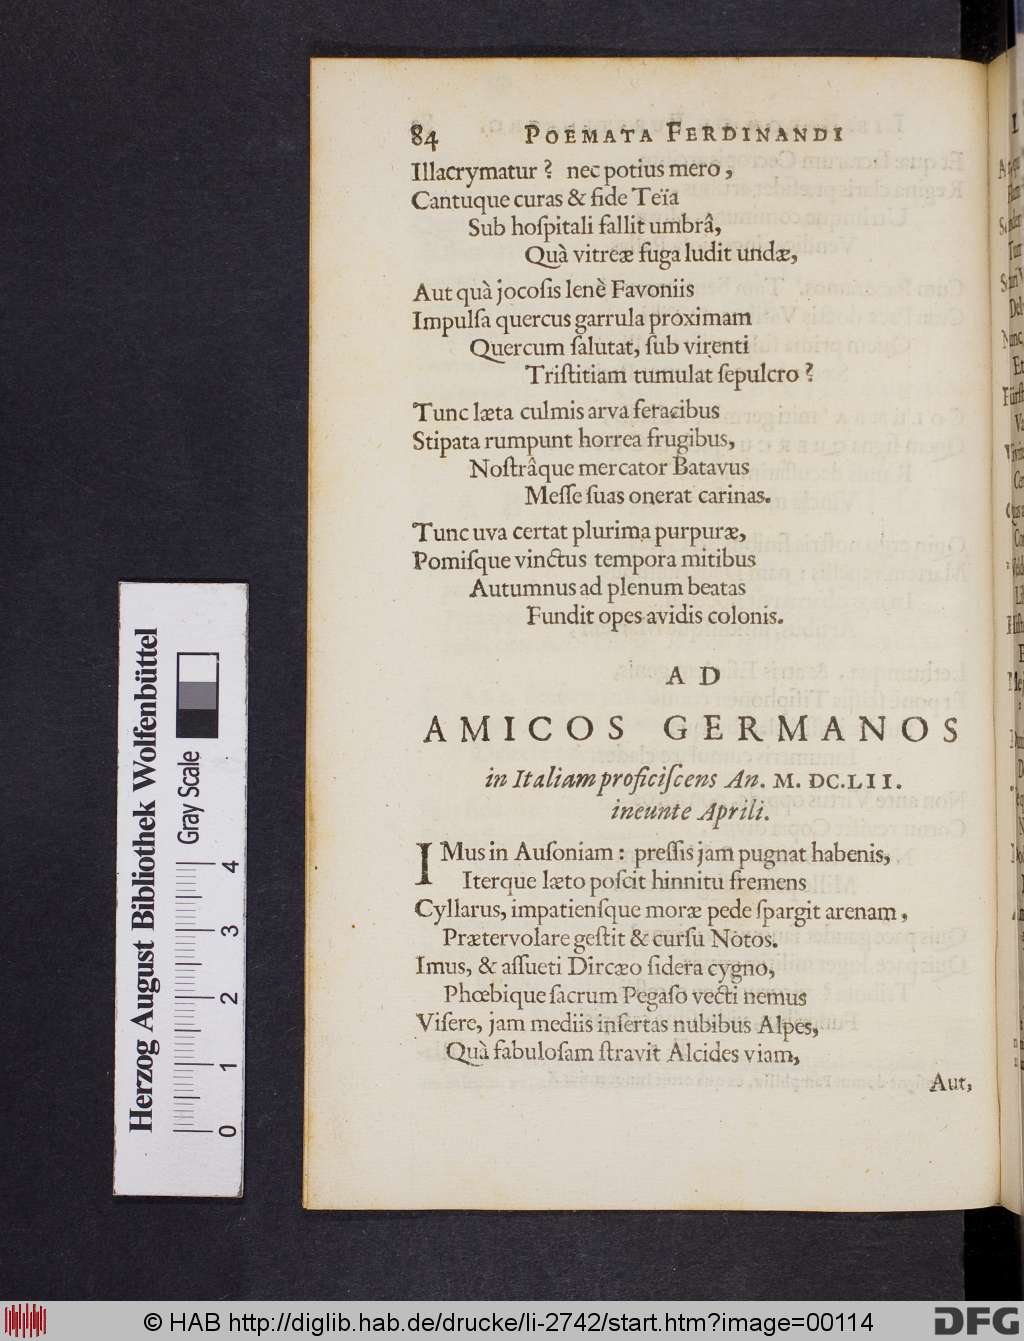 84 POEMATA FERDINANDI
Illacrymatur? nec potius mero,
Cantuque curas & fide Teïa
Sub hoſpitali fallit umbrâ,
Quà vitreæ fuga ludit undæ,
Aut quà jocoſis lenè Favoniis
Impulſa quercus garrula proximam
Quercum ſalutat, ſub virenti
Triſtitiam tumulat ſepulcro?
Tunc læta culmis arva feracibus
Stipata rumpunt horrea frugibus,
Noſtrâque mercator Batavus
Meſſe ſuas onerat carinas.
Tunc uva certat plurima purpuræ,
Pomiſque vinctus tempora mitibus
Autumnus ad plenum beatas
Fundit opes avidis colonis.
AD
AMICOS GERMANOS
in Italiam proficiſcens An. M. DC.LII.
ineunte Aprili.
IMus in Auſoniam: preſſis jam pugnat habenis,
Iterque læto poſcit hinnitu fremens
Cyllarus, impatienſque moræ pede ſpargit arenam,
Prætervolare geſtit & curſu Notos.
Imus, & aſſueti Dircæo ſidera cygno,
Phœbique ſacrum Pegaſo vecti nemus
Viſere, jam mediis inſertas nubibus Alpes,
Quà fabuloſam ſtravit Alcides viam,
Aut,
Herzog August Bibliothek Wolfenbüttel
Gray Scale
0 1 2 3 4
© HAB http://diglib.hab.de/drucke/li-2742/start.htm?image=00114
DFG